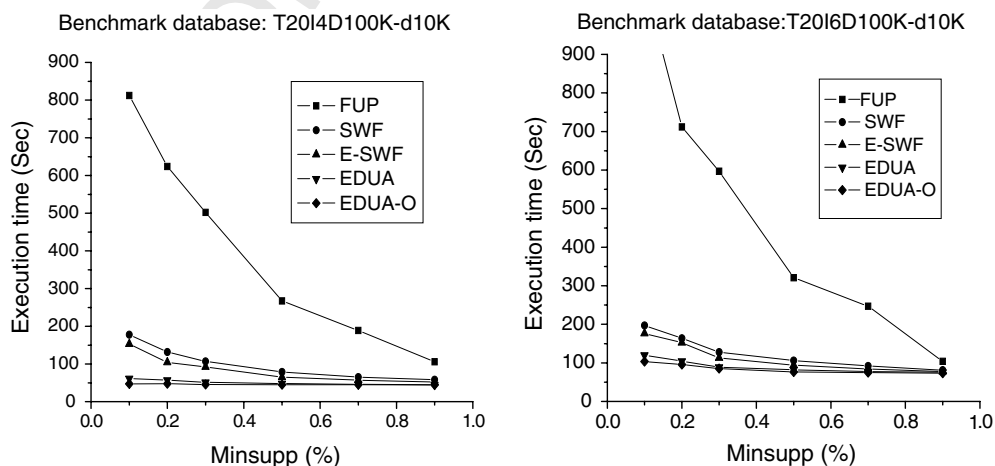 Benchmark database: T20I4D100K-d10K
900
800
700
600
500
400
300
200
100
0
Execution time (Sec)
FUP
SWF
E-SWF
EDUA
EDUA-O
0.0
0.2
0.4
0.6
0.8
1.0
Minsupp (%)
Benchmark database:T20I6D100K-d10K
900
800
700
600
500
400
300
200
100
0
Execution time (Sec)
FUP
SWF
E-SWF
EDUA
EDUA-O
0.0
0.2
0.4
0.6
0.8
1.0
Minsupp (%)